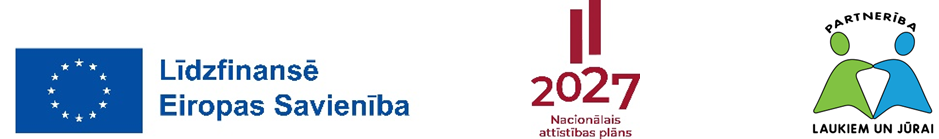 Līdzfinansē
Eiropas Savienība
2027
Nacionālais
attīstības plāns
PARTNERĪBA
LAUKIEM UN JŪRAI